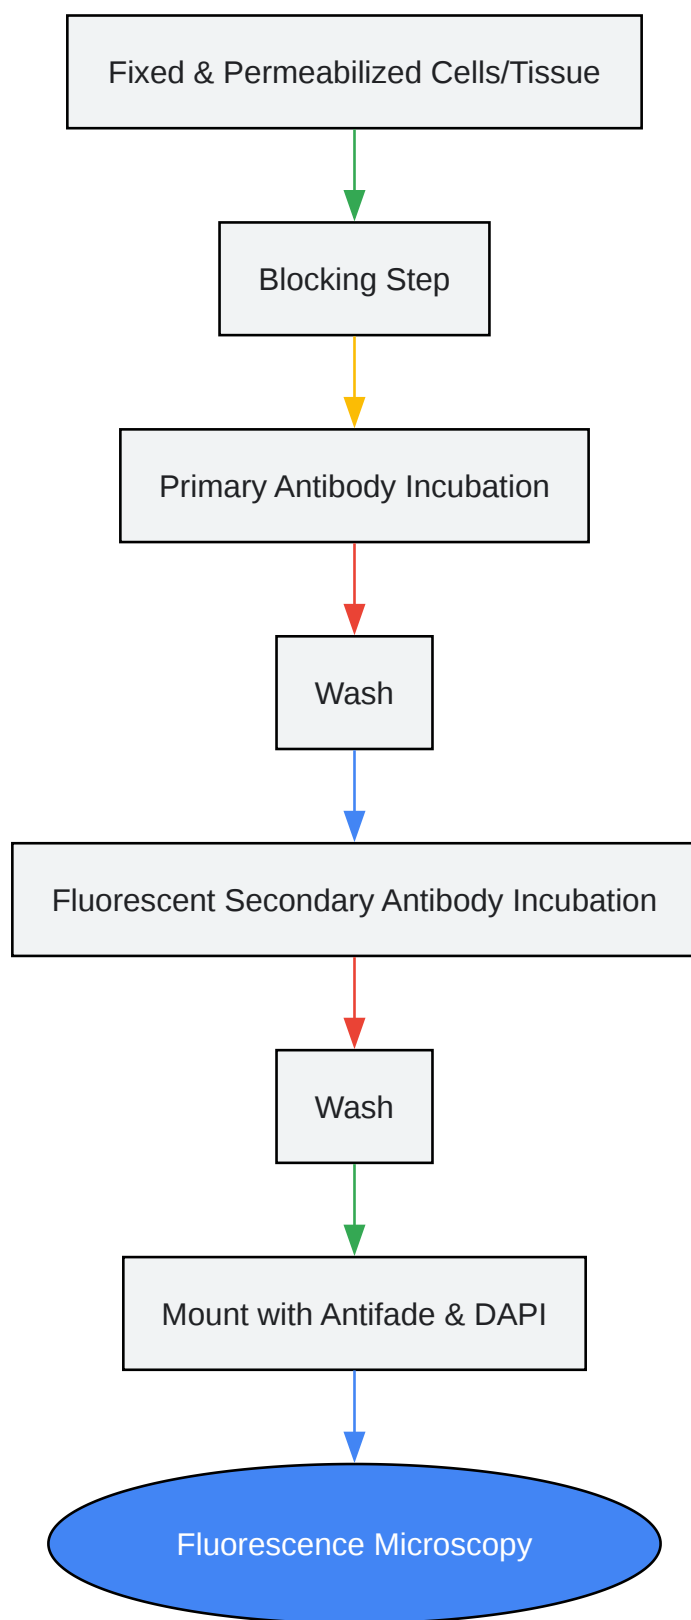 Fixed & Permeabilized Cells/Tissue
Blocking Step
Primary Antibody Incubation
Wash
Fluorescent Secondary Antibody Incubation
Wash
Mount with Antifade & DAPI
Fluorescence Microscopy